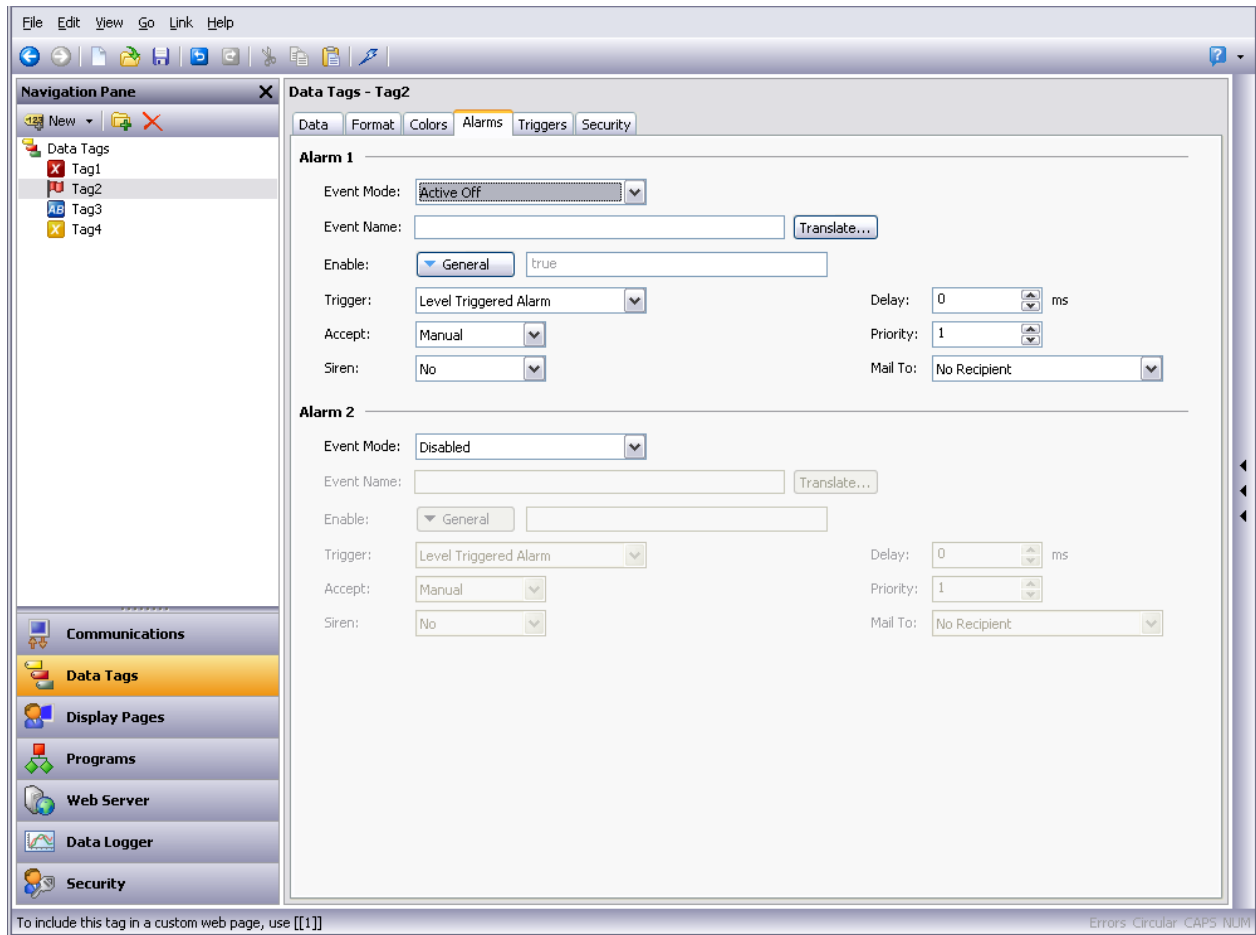 File Edit View Go Link Help
Navigation Pane
New
Data Tags
Tag1
Tag2
AB Tag3
Tag4
Communications
Data Tags
Display Pages
Programs
Web Server
Data Logger
Security
Data Tags - Tag2
Data Format Colors Alarms Triggers Security
Alarm 1
Event Mode: Active Off
Event Name: Translate...
Enable: General true
Trigger: Level Triggered Alarm Delay: 0 ms
Accept: Manual Priority: 1
Siren: No Mail To: No Recipient
Alarm 2
Event Mode: Disabled
Event Name: Translate...
Enable: General
Trigger: Level Triggered Alarm Delay: 0 ms
Accept: Manual Priority: 1
Siren: No Mail To: No Recipient
To include this tag in a custom web page, use [[1]] Errors Circular CAPS NUM